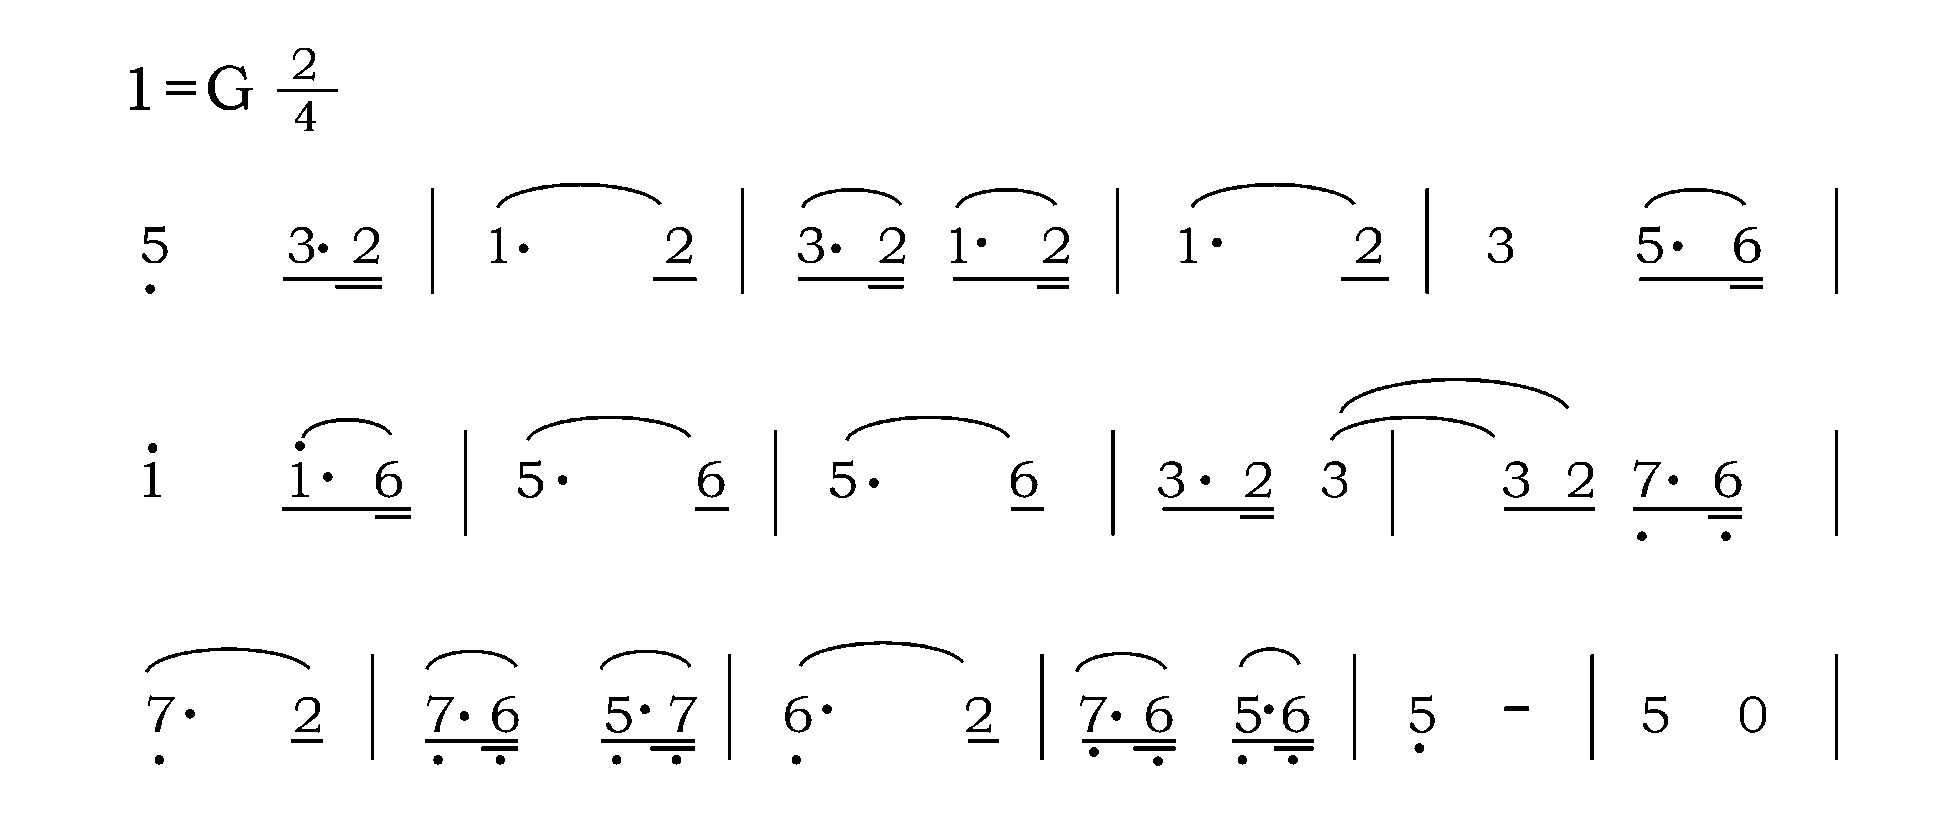 1=G 2/4
5 3· 2 | 1· 2 | 3· 2 1· 2 | 1· 2 | 3 5· 6 |
i i· 6 | 5· 6 | 5· 6 | 3· 2 3 | 3 2 7· 6 |
7· 2 | 7· 6 5· 7 | 6· 2 | 7· 6 5· 6 | 5 - | 5 0 |